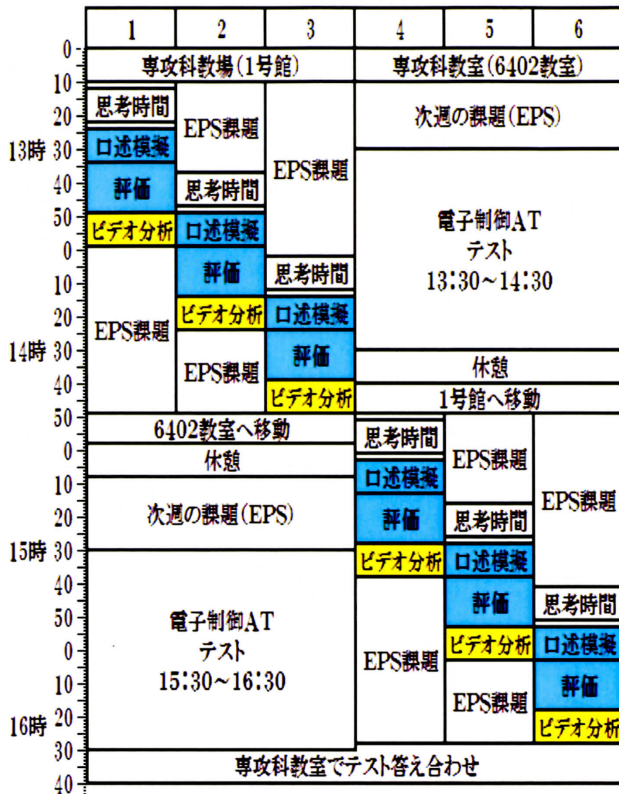 1 2 3 4 5 6
専攻科教場(1号館) 専攻科教室(6402教室)
0
10
20
13時 30
40
50
0
10
20
14時 30
40
50
0
10
20
15時 30
40
50
0
10
20
16時 30
40
思考時間
口述模擬
評価
ビデオ分析
EPS課題
EPS課題
思考時間
口述模擬
評価
ビデオ分析
EPS課題
EPS課題
思考時間
口述模擬
評価
ビデオ分析
次週の課題(EPS)
電子制御AT
テスト
13:30~14:30
休憩
1号館へ移動
6402教室へ移動
休憩
次週の課題(EPS)
電子制御AT
テスト
15:30~16:30
思考時間
口述模擬
評価
ビデオ分析
EPS課題
EPS課題
思考時間
口述模擬
評価
ビデオ分析
EPS課題
EPS課題
思考時間
口述模擬
評価
ビデオ分析
専攻科教室でテスト答え合わせ